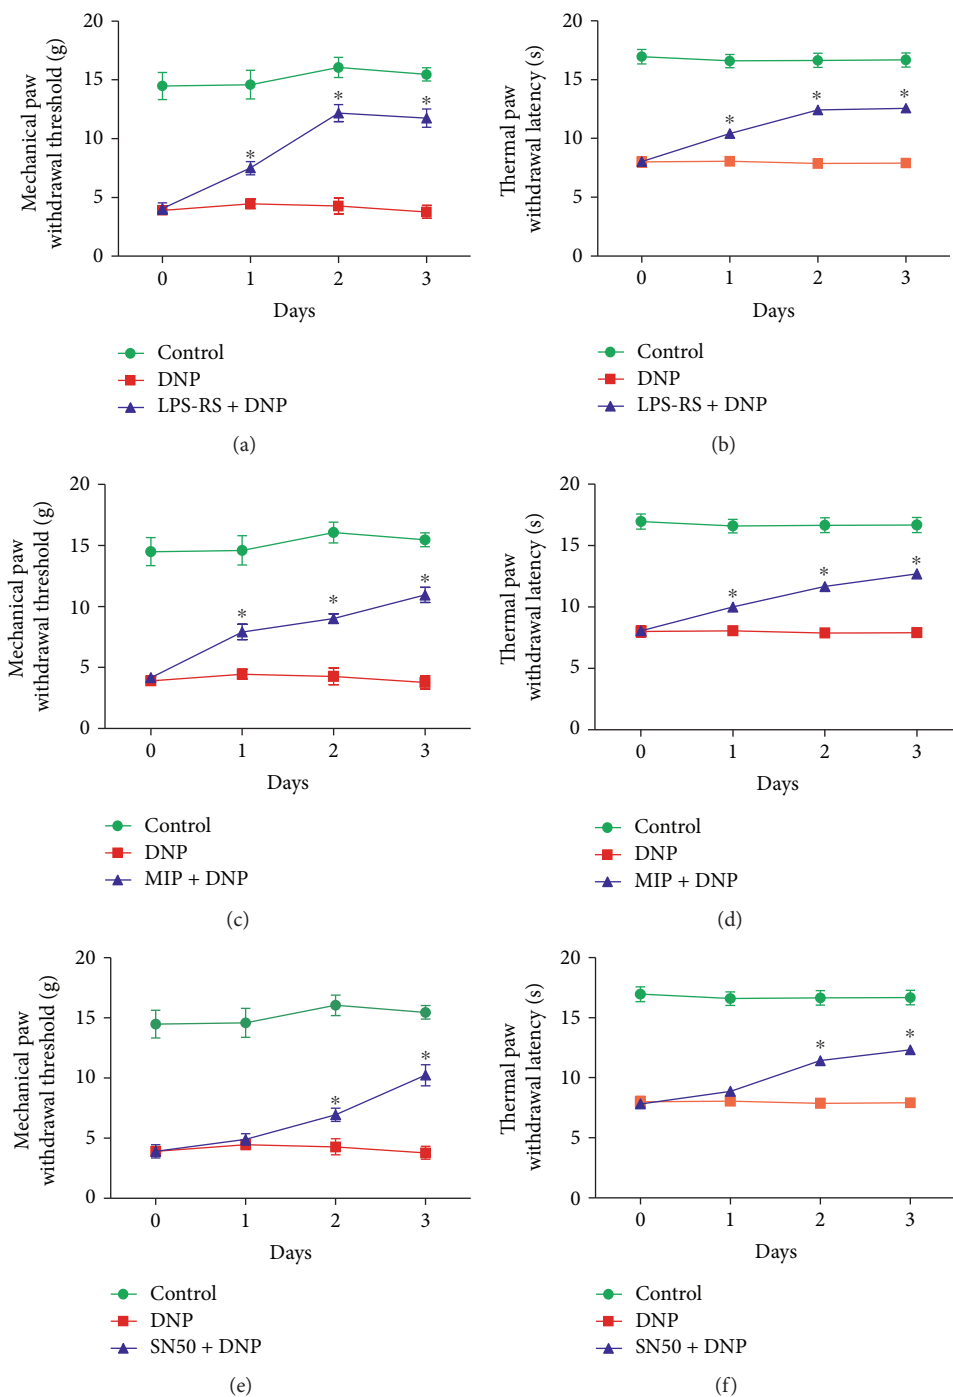 Mechanical paw
withdrawal threshold (g)
20
15
10
5
0
*
*
*
0 1 2 3
Days
Control
DNP
LPS-RS + DNP
(a)
Thermal paw
withdrawal latency (s)
20
15
10
5
0
*
*
*
0 1 2 3
Days
Control
DNP
LPS-RS + DNP
(b)
Mechanical paw
withdrawal threshold (g)
20
15
10
5
0
*
*
*
0 1 2 3
Days
Control
DNP
MIP + DNP
(c)
Thermal paw
withdrawal latency (s)
20
15
10
5
0
*
*
*
0 1 2 3
Days
Control
DNP
MIP + DNP
(d)
Mechanical paw
withdrawal threshold (g)
20
15
10
5
0
*
*
0 1 2 3
Days
Control
DNP
SN50 + DNP
(e)
Thermal paw
withdrawal latency (s)
20
15
10
5
0
*
*
0 1 2 3
Days
Control
DNP
SN50 + DNP
(f)